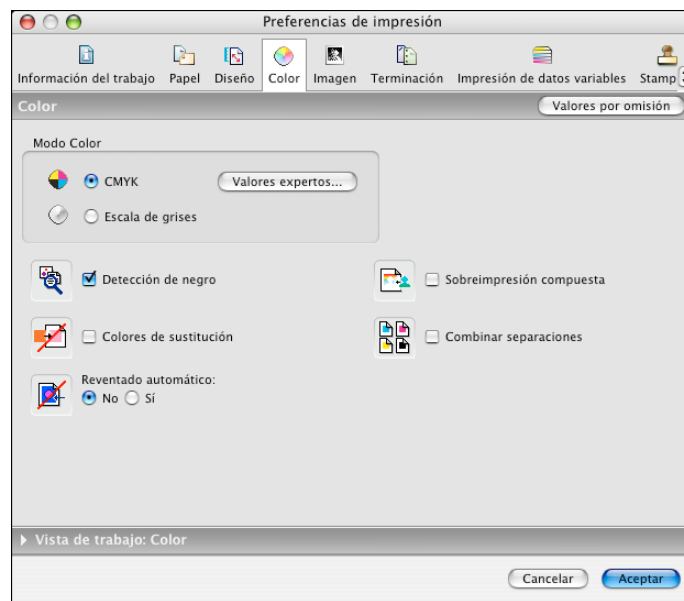 Preferencias de impresión
Información del trabajo Papel Diseño Color Imagen Terminación Impresión de datos variables Stamp
Color Valores por omisión
Modo Color
CMYK Valores expertos...
Escala de grises
Detección de negro Sobreimpresión compuesta
Colores de sustitución Combinar separaciones
Reventado automático:
No Sí
Vista de trabajo: Color
Cancelar Aceptar